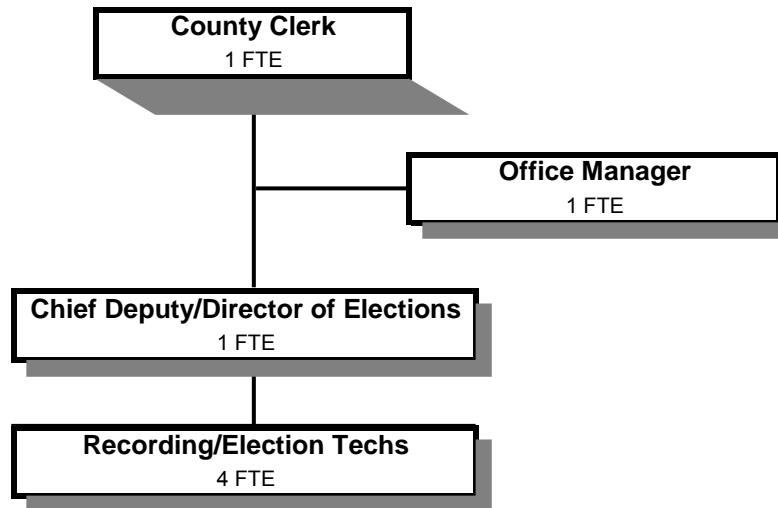 County Clerk
1 FTE
Office Manager
1 FTE
Chief Deputy/Director of Elections
1 FTE
Recording/Election Techs
4 FTE